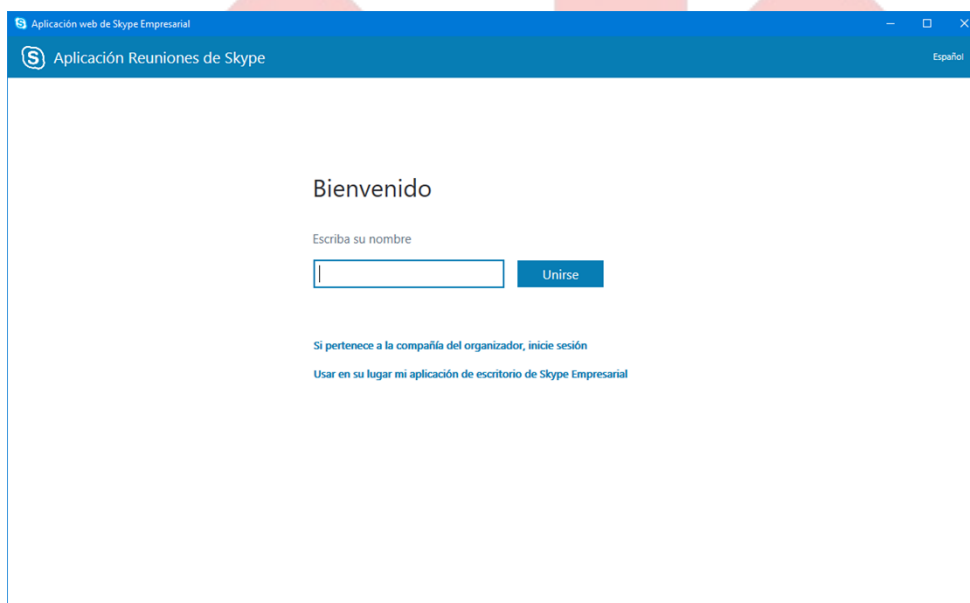 Aplicación web de Skype Empresarial
Aplicación Reuniones de Skype
Español
Bienvenido
Escriba su nombre
Unirse
Si pertenece a la compañía del organizador, inicie sesión
Usar en su lugar mi aplicación de escritorio de Skype Empresarial